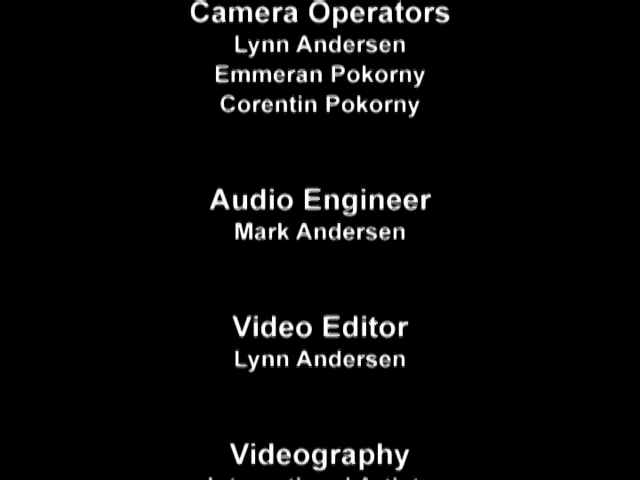 Camera Operators
Lynn Andersen
Emmeran Pokorny
Corentin Pokorny
Audio Engineer
Mark Andersen
Video Editor
Lynn Andersen
Videography